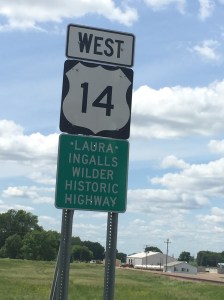 WEST
14
·LAURA·
INGALLS
WILDER
HISTORIC
HIGHWAY